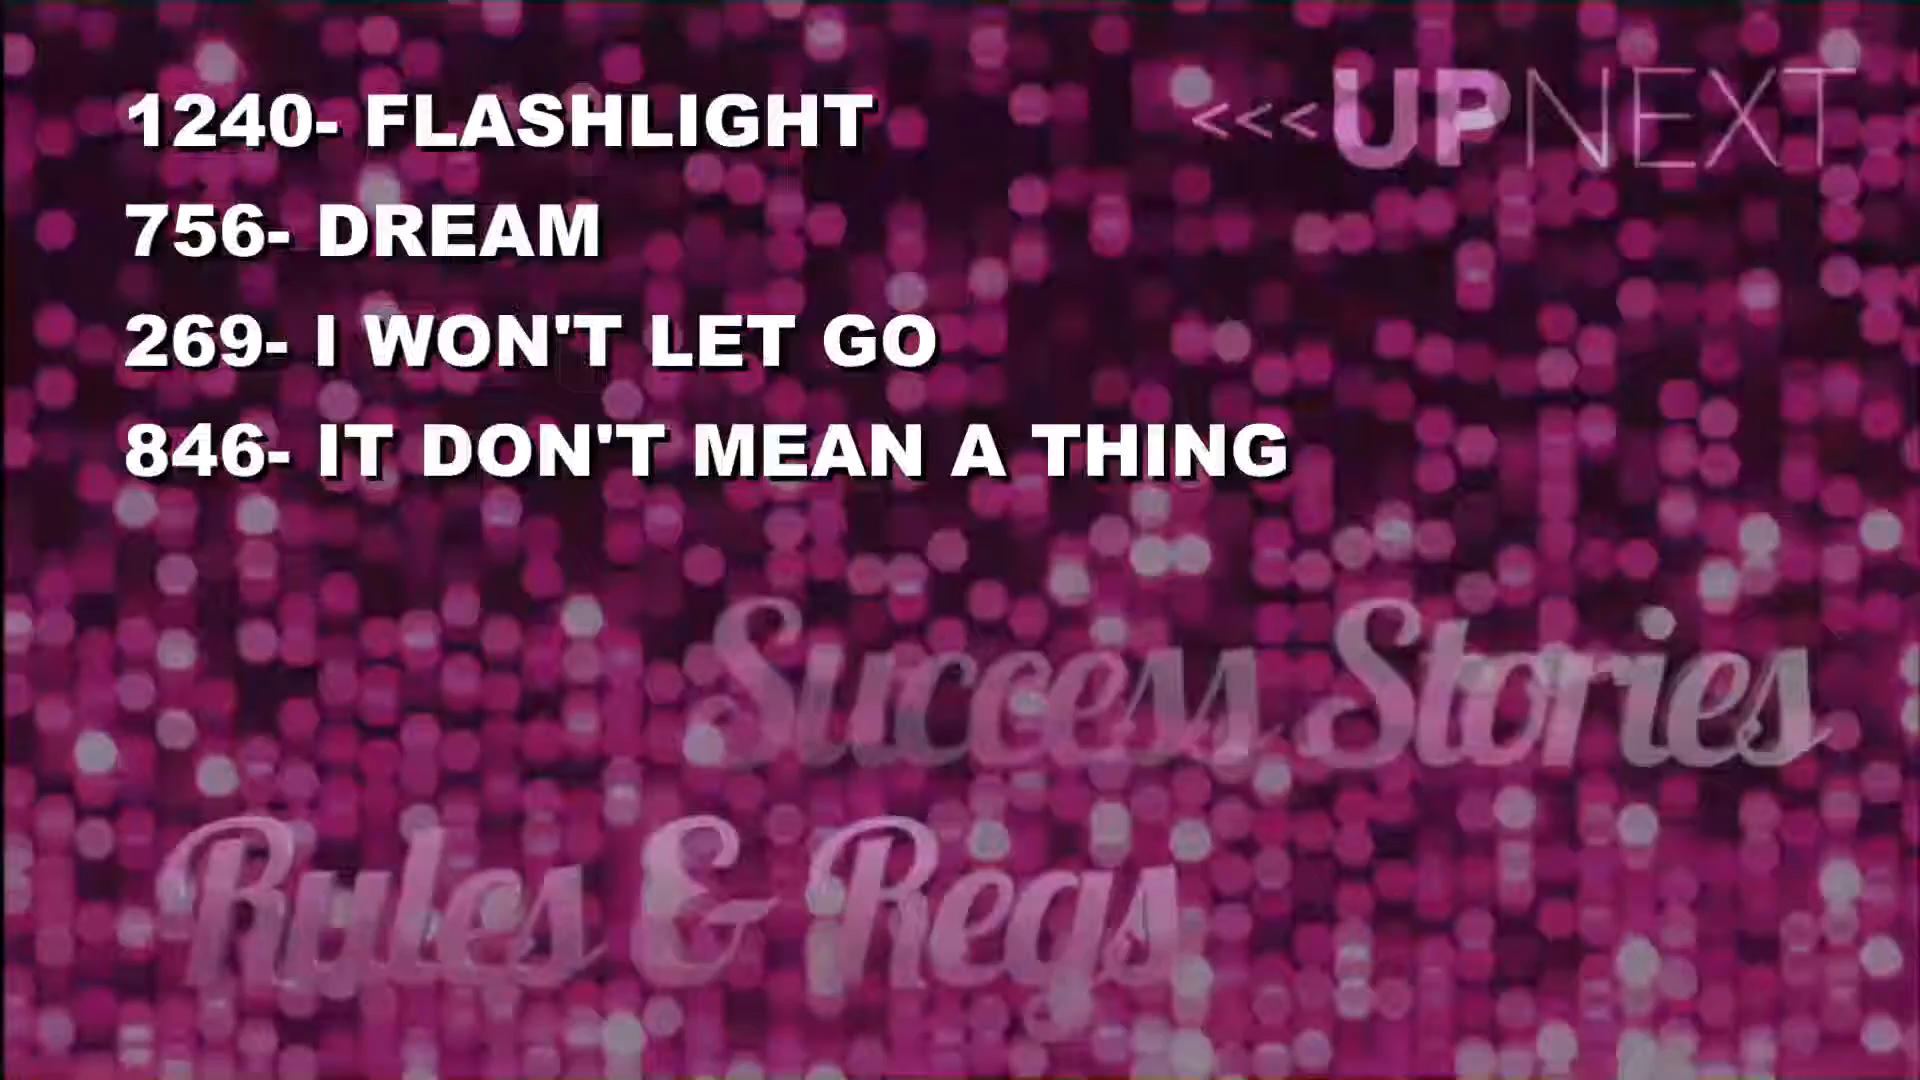 1240- FLASHLIGHT
<<<UPNEXT
756- DREAM
269- I WON'T LET GO
846- IT DON'T MEAN A THING
Success Stories
Rules & Regs